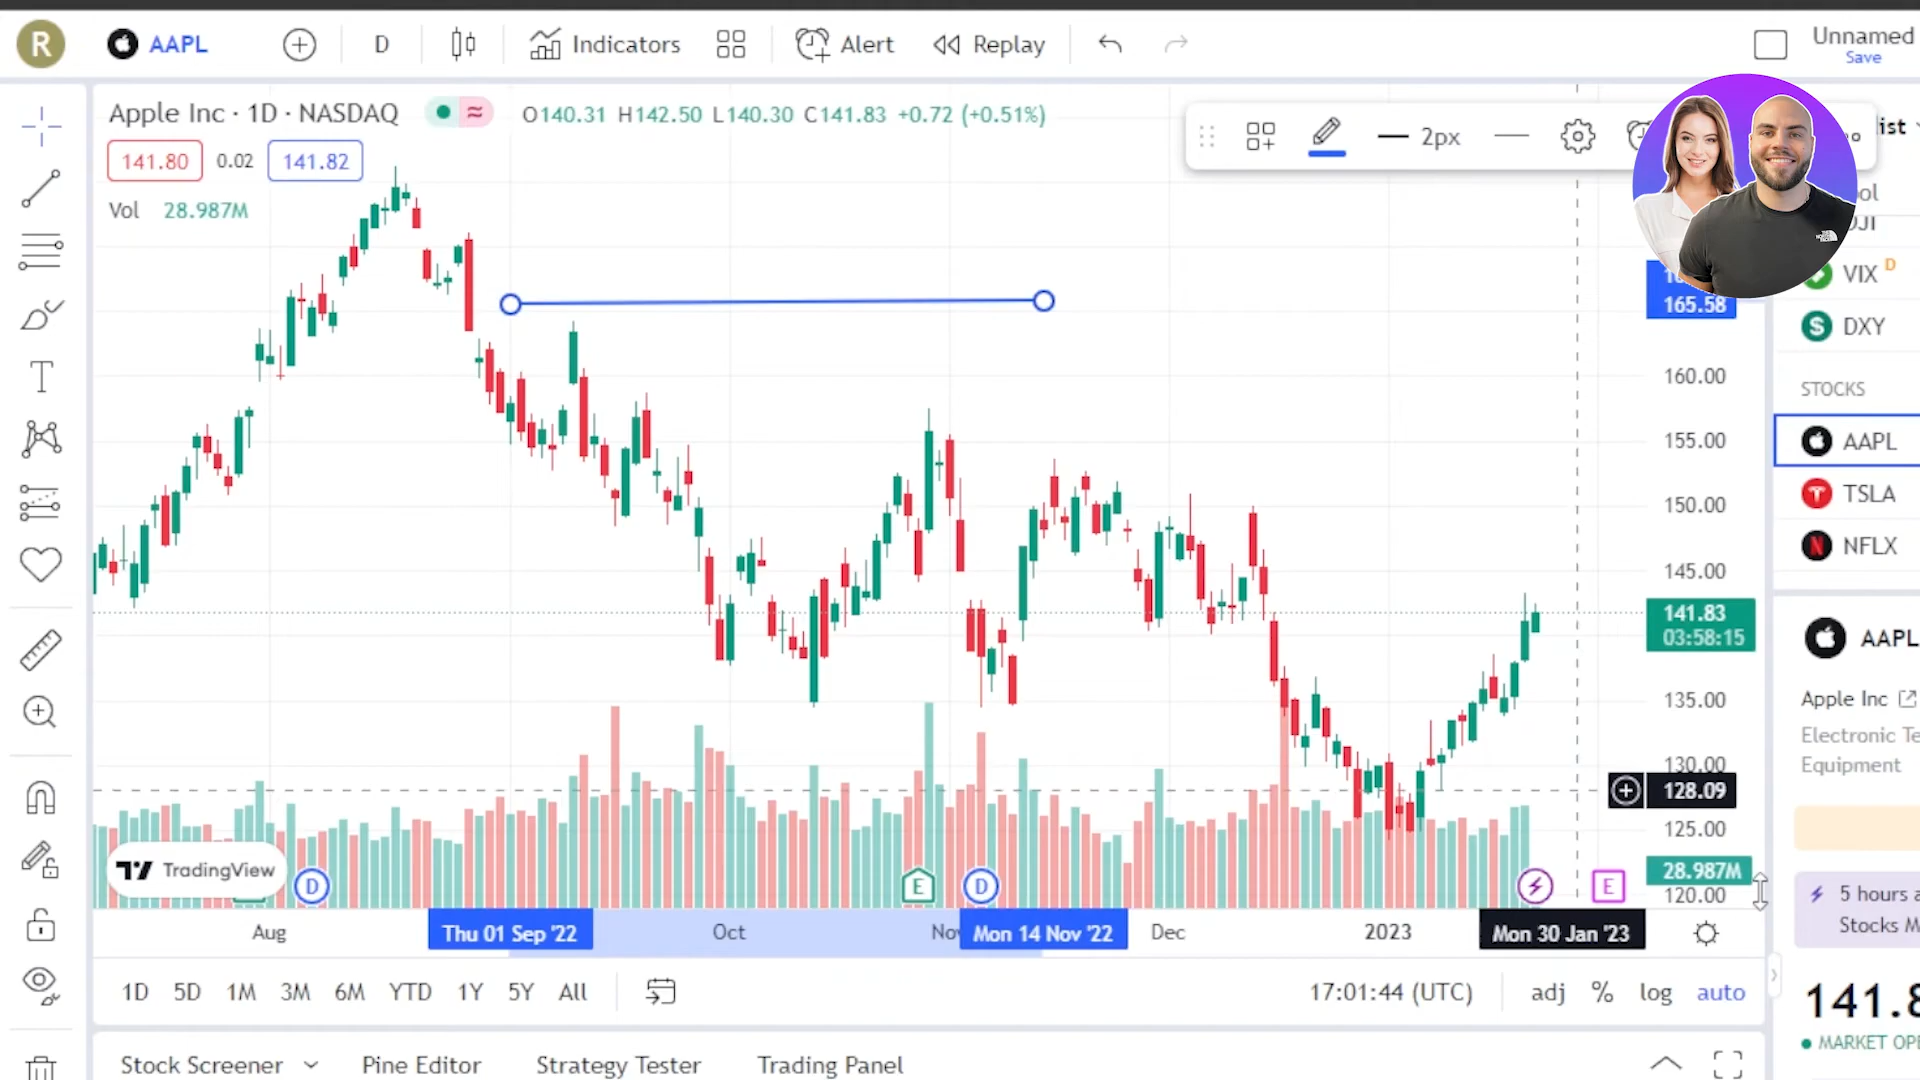 R
AAPL
D
Indicators
Alert
Replay
Unnamed
Save
Apple Inc · 1D · NASDAQ
O140.31 H142.50 L140.30 C141.83 +0.72 (+0.51%)
141.80
0.02
141.82
Vol 28.987M
2px
VIX D
165.58
DXY
160.00
STOCKS
155.00
AAPL
150.00
TSLA
NFLX
145.00
141.83
03:58:15
AAPL
135.00
Apple Inc
130.00
128.09
Equipment
125.00
28.987M
120.00
TradingView
D
E
D
E
5 hours
Stocks
Aug
Thu 01 Sep '22
Oct
Mon 14 Nov '22
Dec
2023
Mon 30 Jan '23
1D 5D 1M 3M 6M YTD 1Y 5Y All
17:01:44 (UTC)
adj % log auto
141.8
MARKET
Stock Screener
Pine Editor
Strategy Tester
Trading Panel